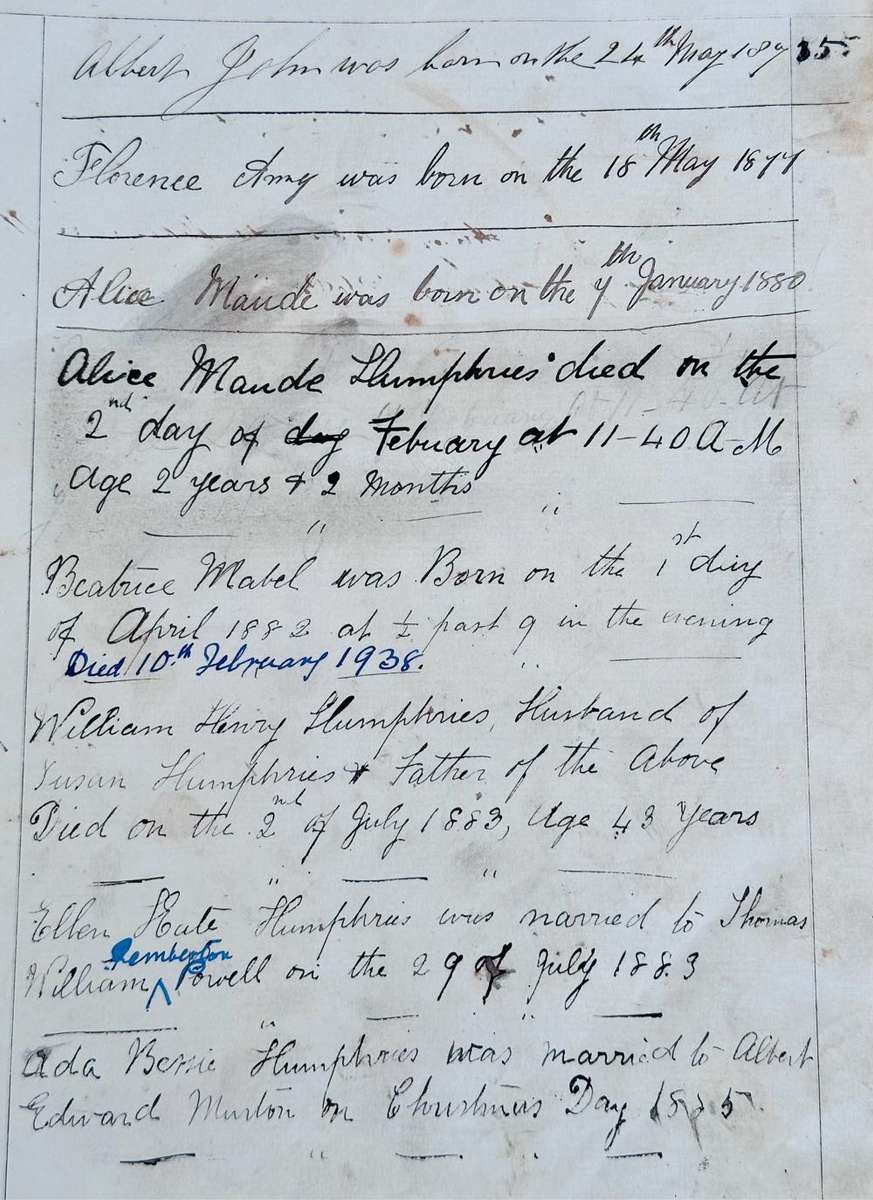 Albert John was born on the 24th May 1875
Florence Amy was born on the 18th May 1877
Alice Maude was born on the 7th January 1880
Alice Maude Humphries died on the
2nd day of day Febuary at 11-40 A-M
Age 2 years & 2 Months
Beatrice Mabel was Born on the 1st day
of April 1882 at ½ past 9 in the evening
Died 10th February 1938.
William Henry Humphries, Husband of
Susan Humphries & Father of the Above
Died on the 2nd of July 1883, Age 43 Years
Ellen Kate Humphries was married to Thomas
Pemberton
William Powell on the 29 of July 1883
Ada Bessie Humphries was married to Albert
Edward Murton on Christmas Day 1885